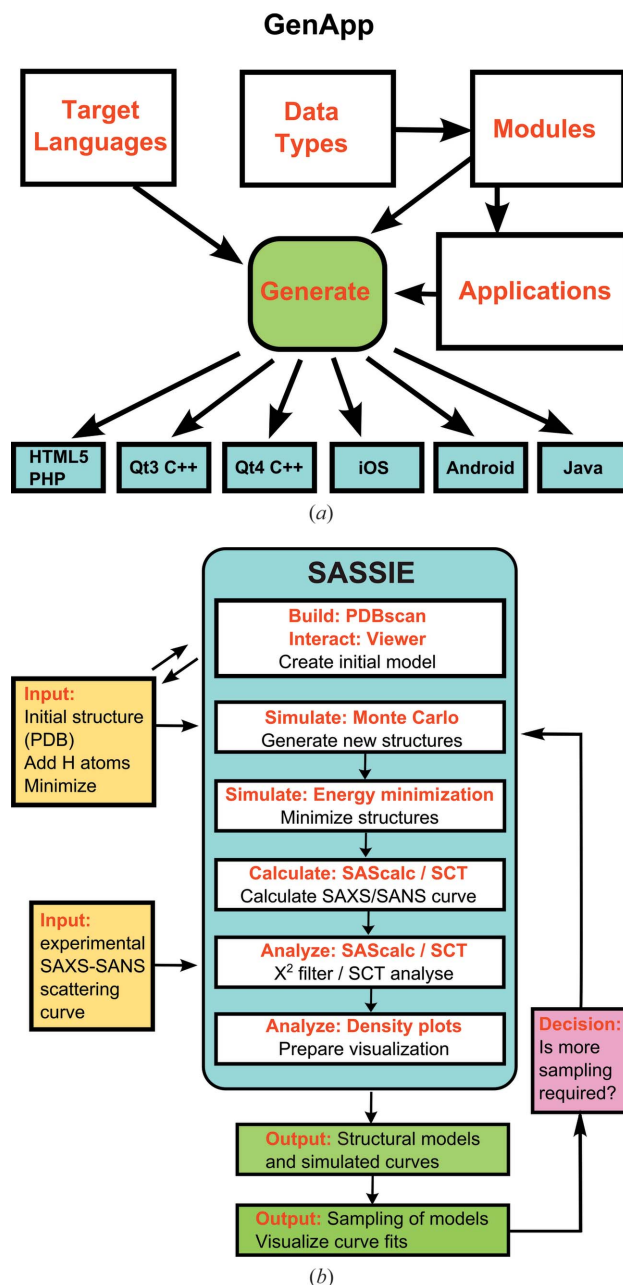 GenApp
Target
Languages
Data
Types
Modules
Generate
Applications
HTML5
PHP
Qt3 C++
Qt4 C++
iOS
Android
Java
(a)
SASSIE
Build: PDBscan
Interact: Viewer
Create initial model
Input:
Initial structure
(PDB)
Add H atoms
Minimize
Simulate: Monte Carlo
Generate new structures
Simulate: Energy minimization
Minimize structures
Calculate: SAScalc / SCT
Calculate SAXS/SANS curve
Input:
experimental
SAXS-SANS
scattering
curve
Analyze: SAScalc / SCT
X² filter / SCT analyse
Analyze: Density plots
Prepare visualization
Decision:
Is more
sampling
required?
Output: Structural models
and simulated curves
Output: Sampling of models
Visualize curve fits
(b)